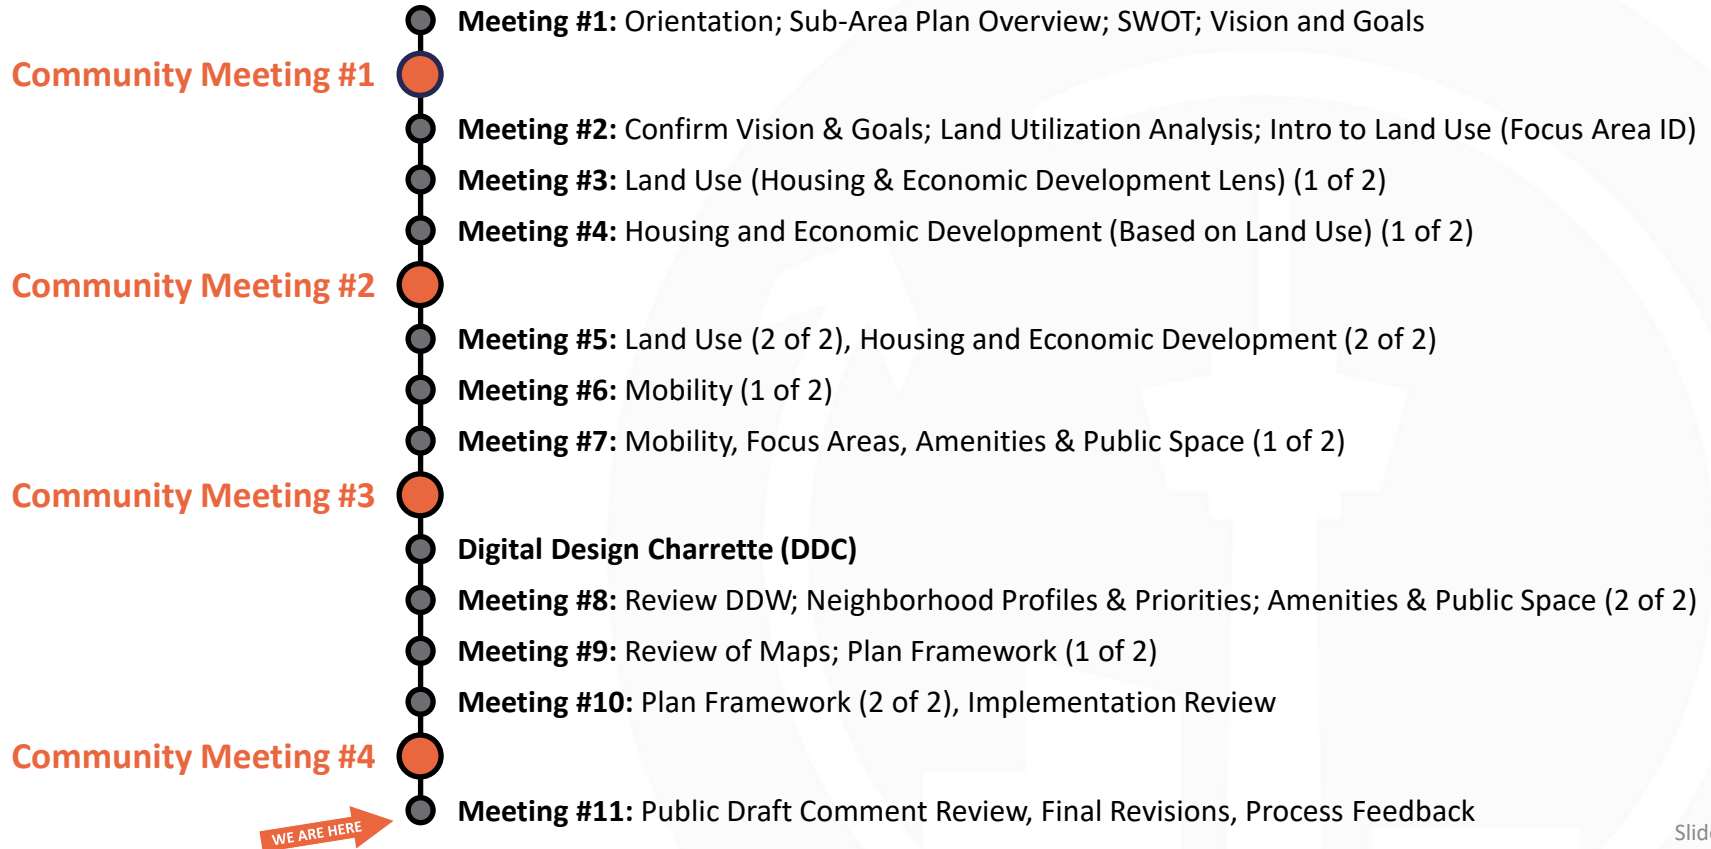 Meeting #1: Orientation; Sub-Area Plan Overview; SWOT; Vision and Goals
Community Meeting #1
Meeting #2: Confirm Vision & Goals; Land Utilization Analysis; Intro to Land Use (Focus Area ID)
Meeting #3: Land Use (Housing & Economic Development Lens) (1 of 2)
Meeting #4: Housing and Economic Development (Based on Land Use) (1 of 2)
Community Meeting #2
Meeting #5: Land Use (2 of 2), Housing and Economic Development (2 of 2)
Meeting #6: Mobility (1 of 2)
Meeting #7: Mobility, Focus Areas, Amenities & Public Space (1 of 2)
Community Meeting #3
Digital Design Charrette (DDC)
Meeting #8: Review DDW; Neighborhood Profiles & Priorities; Amenities & Public Space (2 of 2)
Meeting #9: Review of Maps; Plan Framework (1 of 2)
Meeting #10: Plan Framework (2 of 2), Implementation Review
Community Meeting #4
Meeting #11: Public Draft Comment Review, Final Revisions, Process Feedback
WE ARE HERE
Slid